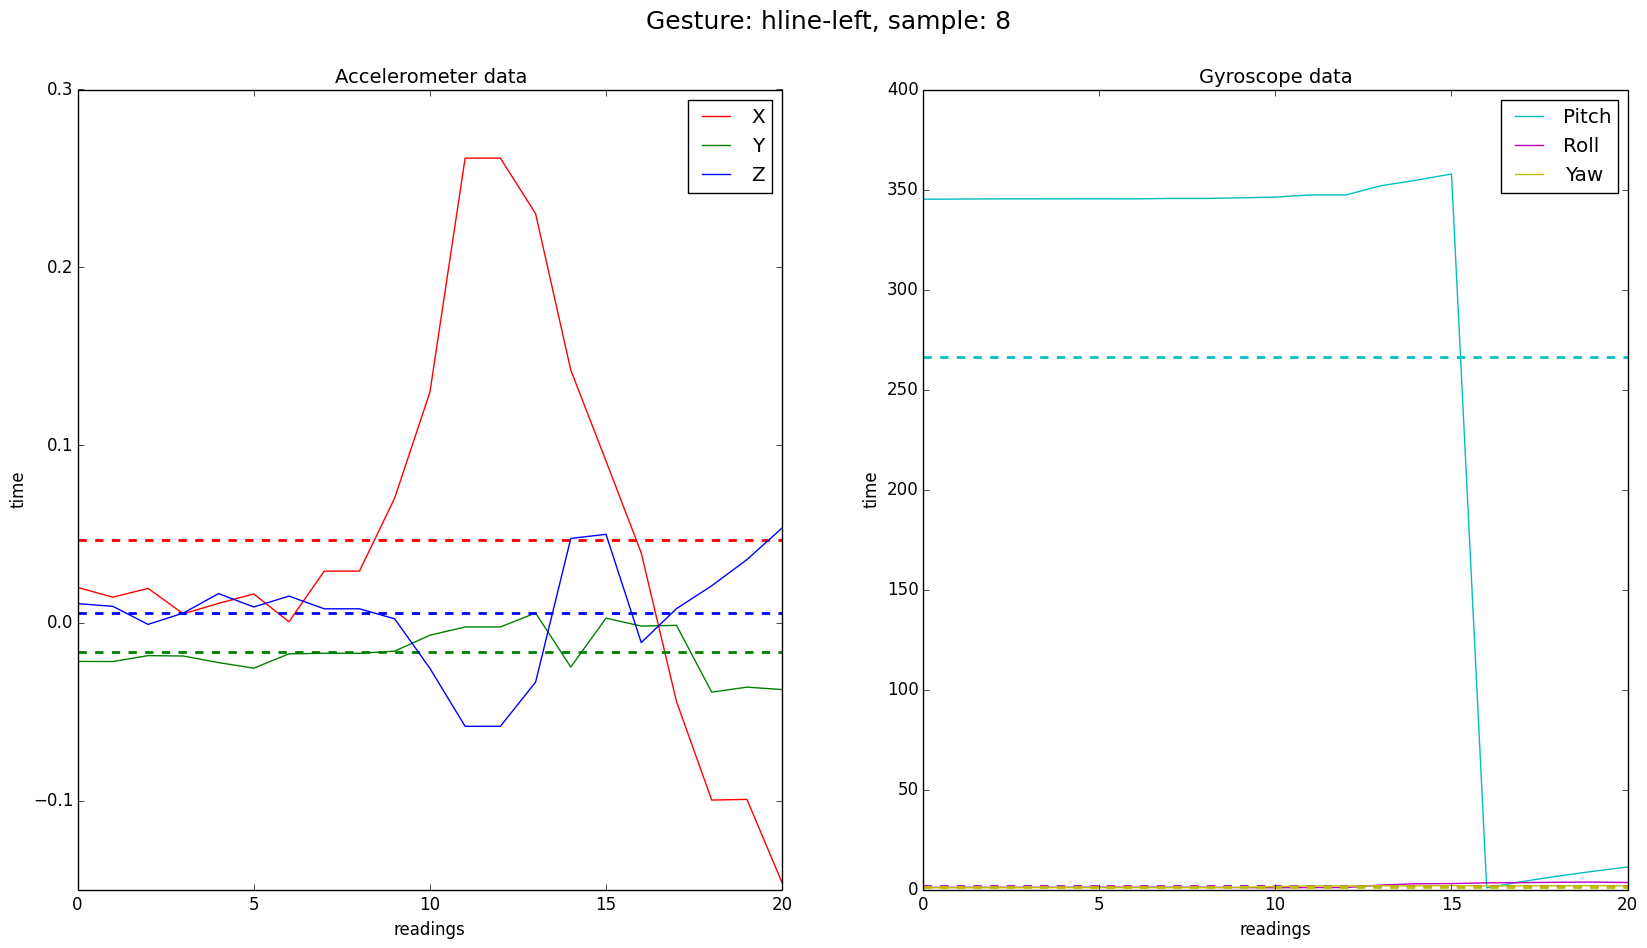 Gesture: hline-left, sample: 8
Accelerometer data
0.3
0.2
0.1
0.0
−0.1
time
0
5
10
15
20
readings
X
Y
Z
Gyroscope data
400
350
300
250
200
150
100
50
0
time
0
5
10
15
20
readings
Pitch
Roll
Yaw